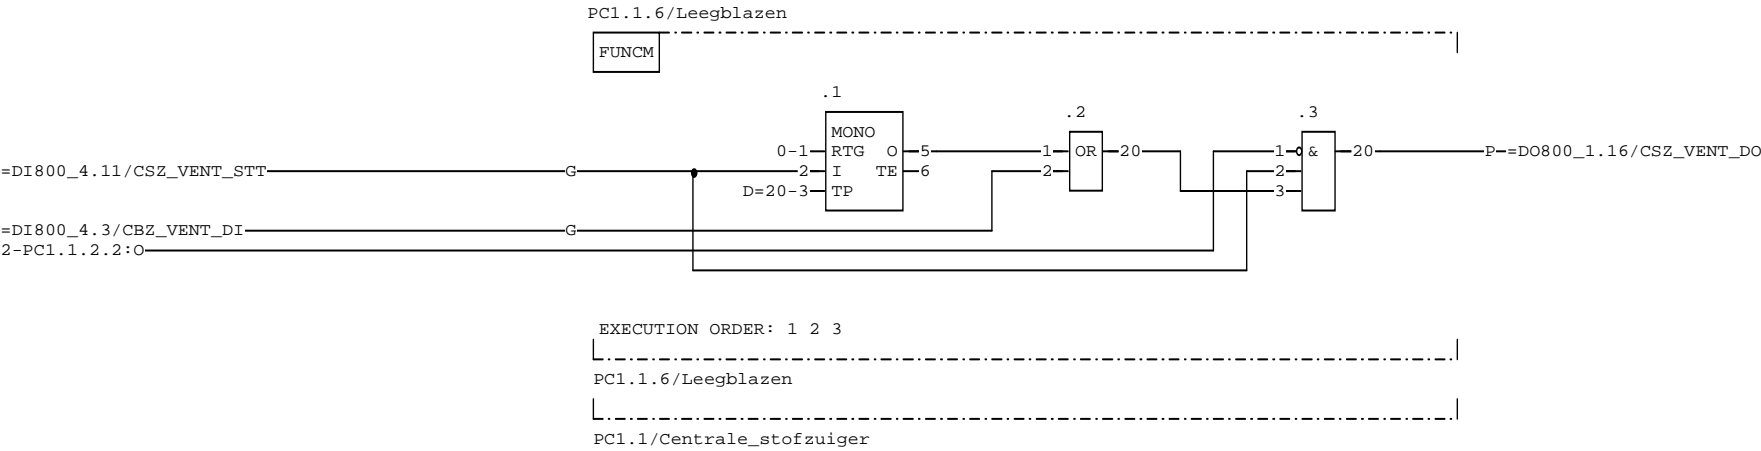 PC1.1.6/Leegblazen
FUNCM
.1
.2
.3
MONO
0-1 RTG O 5 1 OR 20 1 & 20 P =DO800_1.16/CSZ_VENT_DO
=DI800_4.11/CSZ_VENT_STT G 2 I TE 6 2 2
D=20-3 TP 3
=DI800_4.3/CBZ_VENT_DI G
2-PC1.1.2.2:O
EXECUTION ORDER: 1 2 3
PC1.1.6/Leegblazen
PC1.1/Centrale_stofzuiger